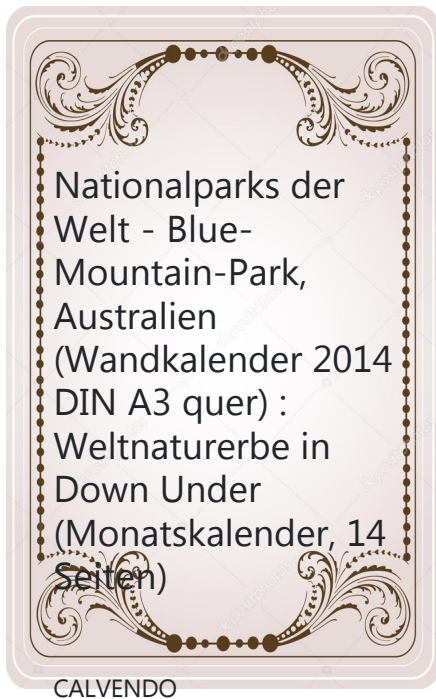 Nationalparks der
Welt - Blue-
Mountain-Park,
Australien
(Wandkalender 2014
DIN A3 quer) :
Weltnaturerbe in
Down Under
(Monatskalender, 14
Seiten)
CALVENDO